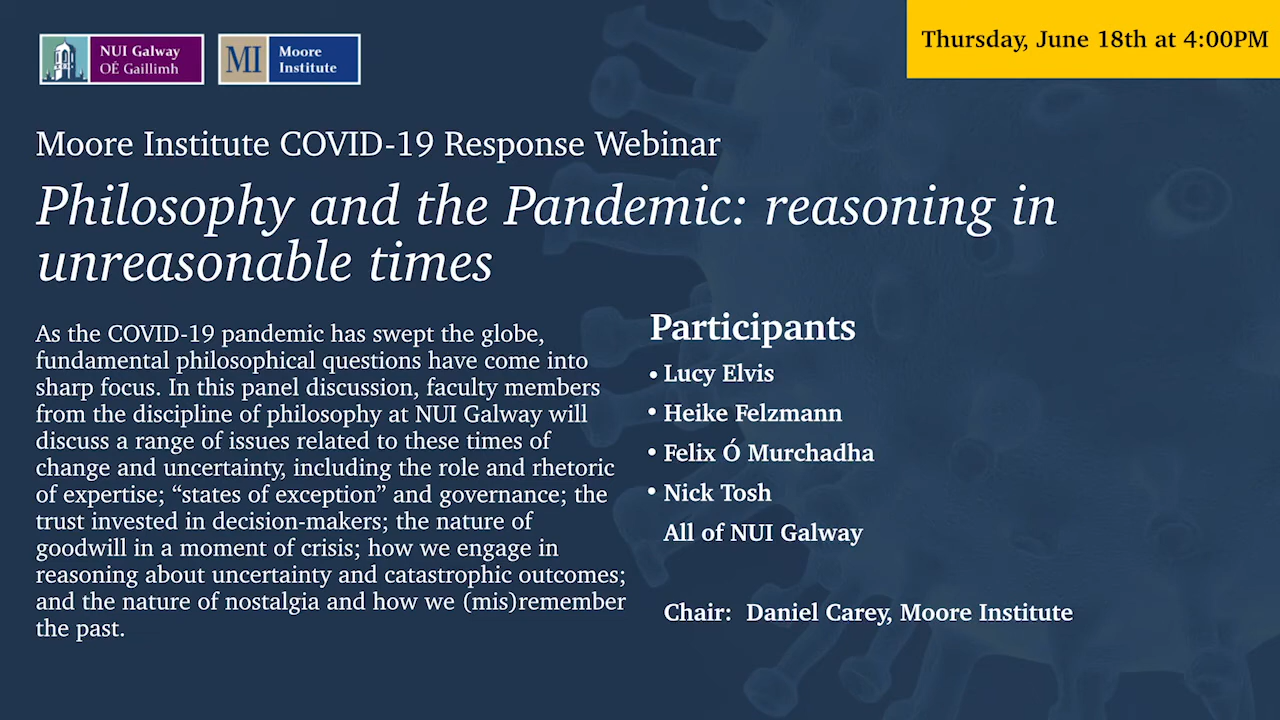 NUI Galway
OÉ Gaillimh
MI
Moore
Institute
Thursday, June 18th at 4:00PM
Moore Institute COVID-19 Response Webinar
Philosophy and the Pandemic: reasoning in
unreasonable times
As the COVID-19 pandemic has swept the globe,
fundamental philosophical questions have come into
sharp focus. In this panel discussion, faculty members
from the discipline of philosophy at NUI Galway will
discuss a range of issues related to these times of
change and uncertainty, including the role and rhetoric
of expertise; “states of exception” and governance; the
trust invested in decision-makers; the nature of
goodwill in a moment of crisis; how we engage in
reasoning about uncertainty and catastrophic outcomes;
and the nature of nostalgia and how we (mis)remember
the past.
Participants
• Lucy Elvis
• Heike Felzmann
• Felix Ó Murchadha
• Nick Tosh
All of NUI Galway
Chair: Daniel Carey, Moore Institute